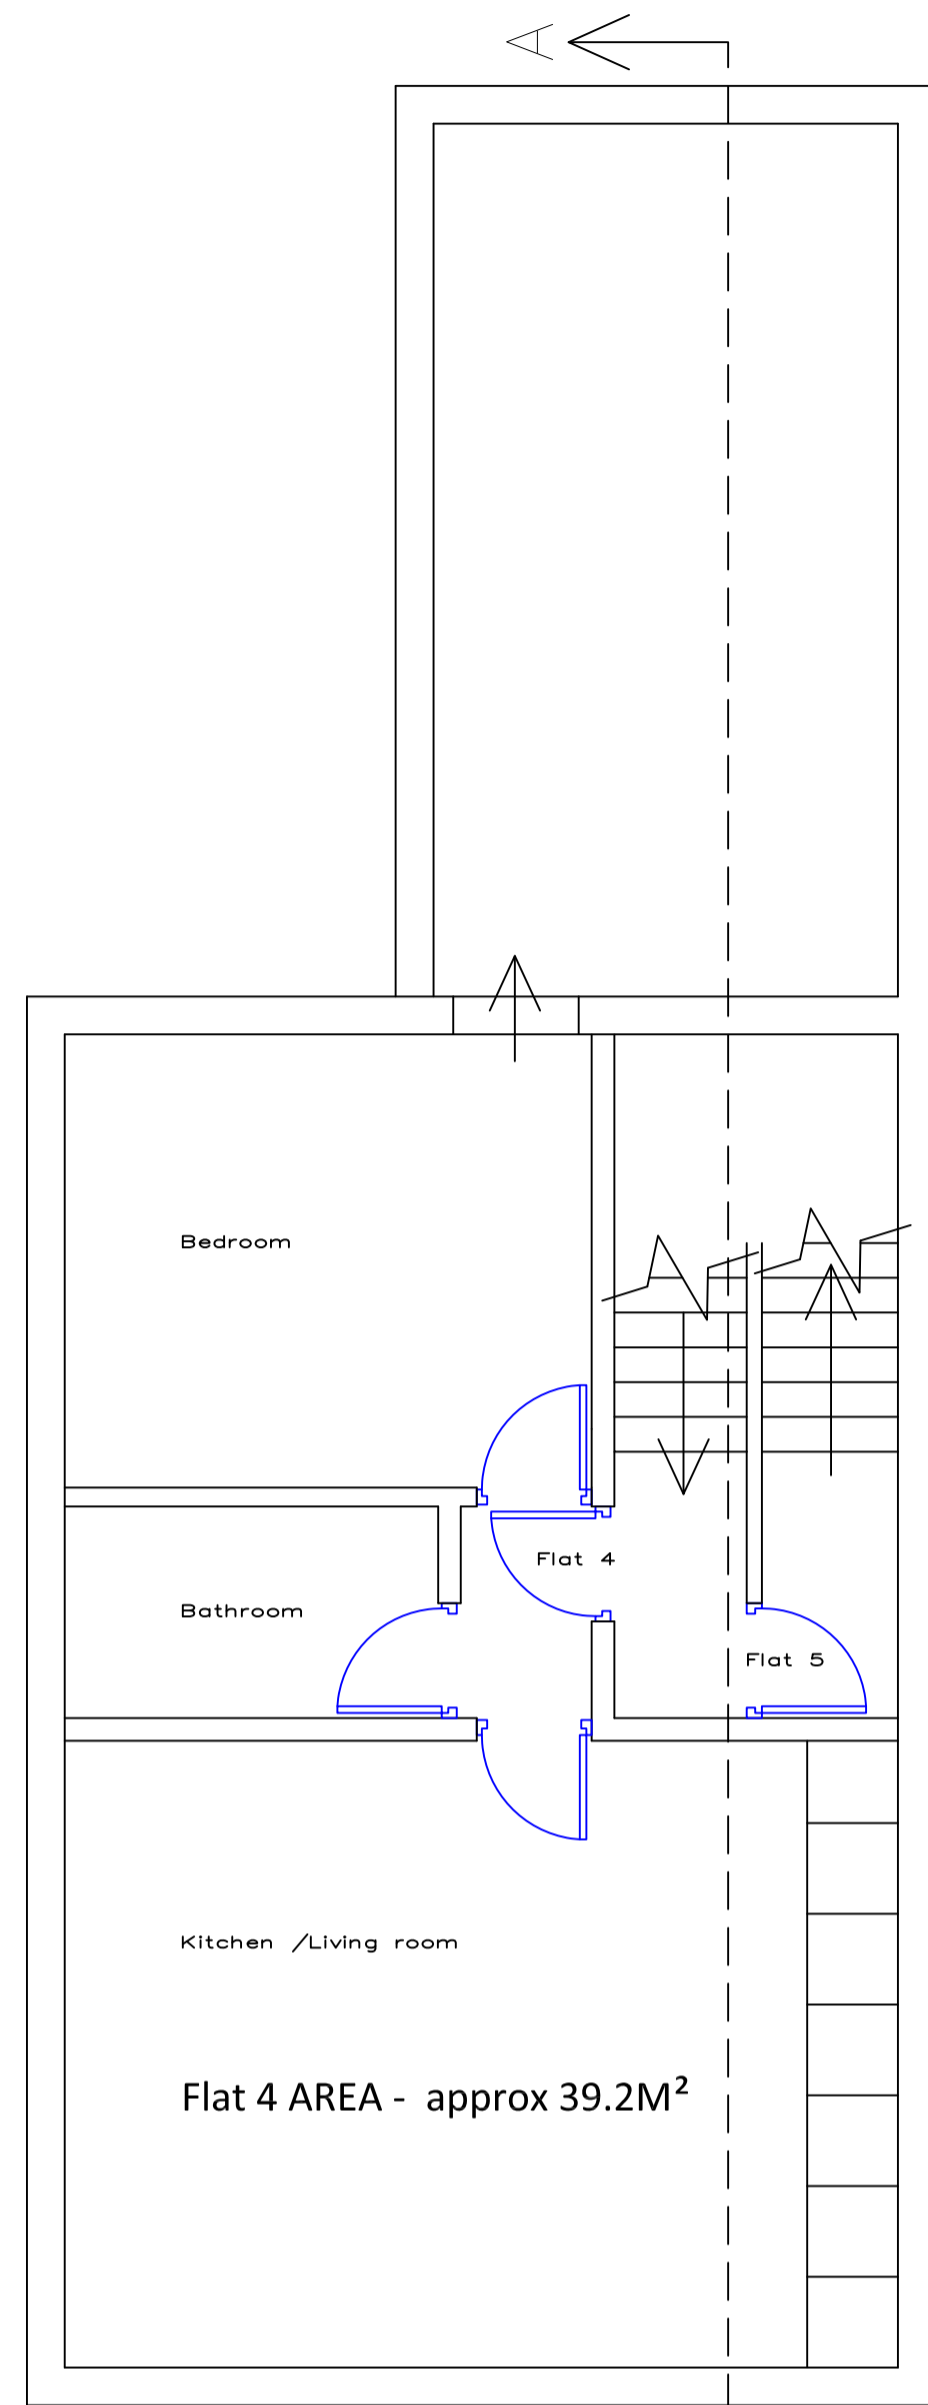 A
Bedroom
Flat 4
Bathroom
Flat 5
Kitchen /Living room
Flat 4 AREA - approx 39.2M²